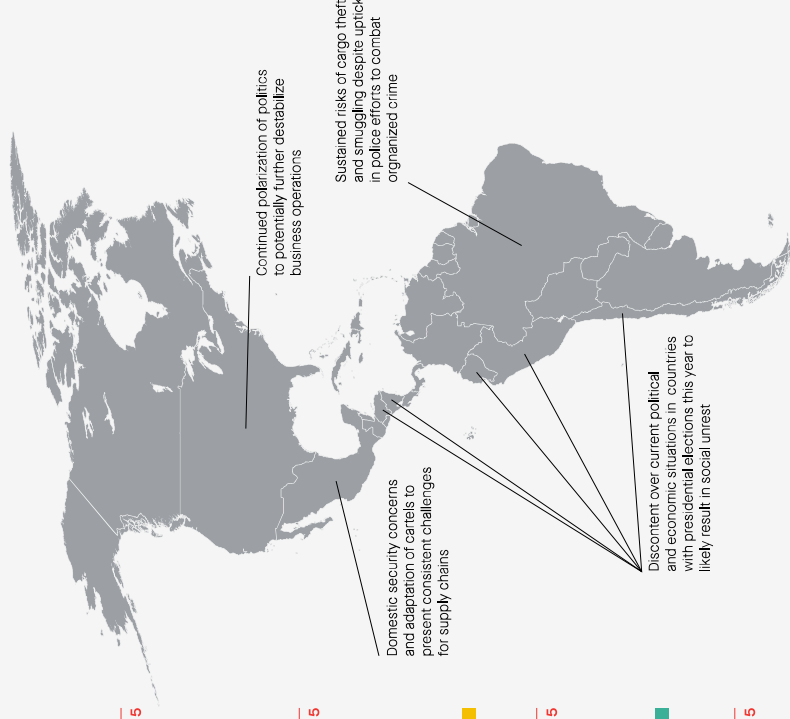 Continued polarization of politics
to potentially further destabilize
business operations
Sustained risks of cargo theft
and smuggling despite uptick
in police efforts to combat
orgnanized crime
Domestic security concerns
and adaptation of cartels to
present consistent challenges
for supply chains
Discontent over current political
and economic situations in countries
with presidential elections this year to
likely result in social unrest
5
5
5
5